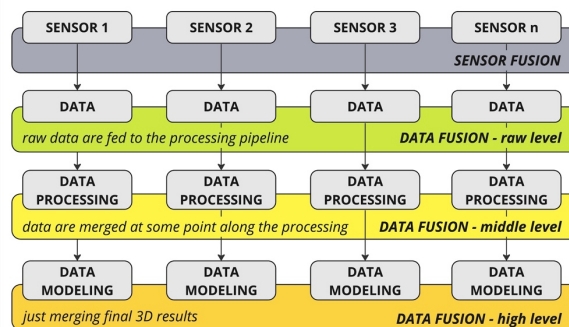 SENSOR 1 SENSOR 2 SENSOR 3 SENSOR n
SENSOR FUSION
DATA DATA DATA DATA
raw data are fed to the processing pipeline DATA FUSION - raw level
DATA DATA DATA DATA
PROCESSING PROCESSING PROCESSING PROCESSING
data are merged at some point along the processing DATA FUSION - middle level
DATA DATA DATA DATA
MODELING MODELING MODELING MODELING
just merging final 3D results DATA FUSION - high level